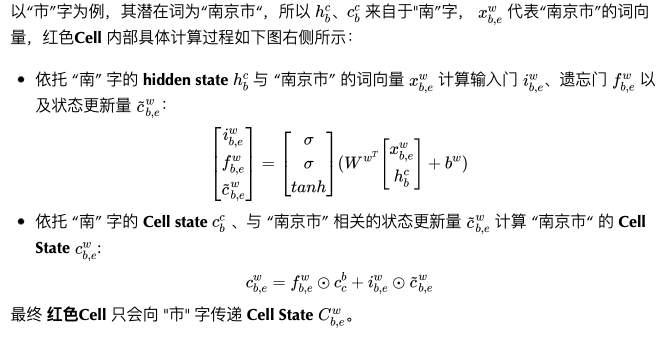 以“市”字为例，其潜在词为“南京市“，所以 $h_b^c$、$c_b^c$ 来自于"南”字， $x_{b,e}^w$ 代表“南京市”的词向
量，红色Cell 内部具体计算过程如下图右侧所示：
• 依托 “南” 字的 hidden state $h_b^c$ 与 “南京市” 的词向量 $x_{b,e}^w$ 计算输入门 $i_{b,e}^w$、遗忘门 $f_{b,e}^w$ 以
及状态更新量 $\tilde{c}_{b,e}^w$：
$$\begin{bmatrix} i_{b,e}^w \\ f_{b,e}^w \\ \tilde{c}_{b,e}^w \end{bmatrix} = \begin{bmatrix} \sigma \\ \sigma \\ tanh \end{bmatrix} (W^{w^T} \begin{bmatrix} x_{b,e}^w \\ h_b^c \end{bmatrix} + b^w)$$
• 依托 “南” 字的 Cell state $c_b^c$ 、与 “南京市” 相关的状态更新量 $\tilde{c}_{b,e}^w$ 计算 “南京市“ 的 Cell
State $c_{b,e}^w$:
$$c_{b,e}^w = f_{b,e}^w \odot c_c^b + i_{b,e}^w \odot \tilde{c}_{b,e}^w$$
最终 红色Cell 只会向 "市" 字传递 Cell State $C_{b,e}^w$。